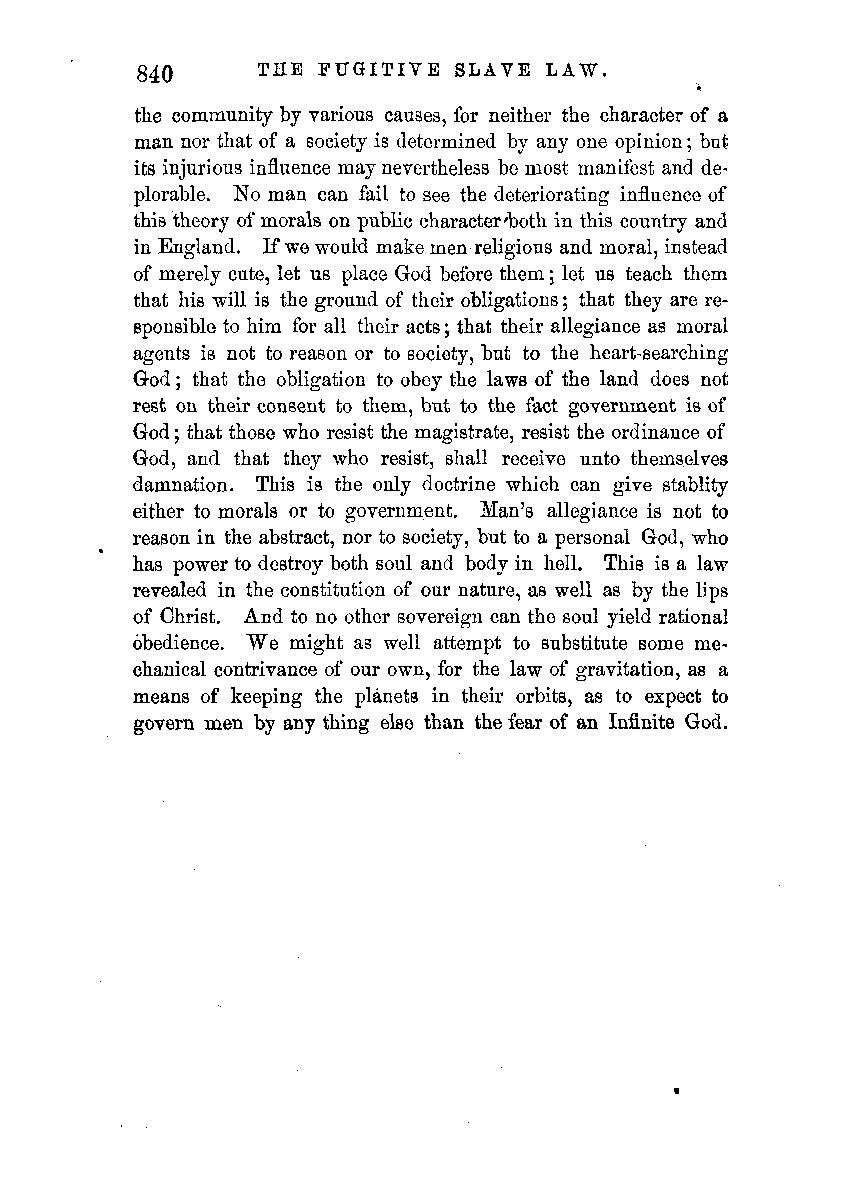 840 THE FUGITIVE SLAVE LAW.
the community by various causes, for neither the character of a
man nor that of a society is determined by any one opinion; but
its injurious influence may nevertheless be most manifest and de-
plorable. No man can fail to see the deteriorating influence of
this theory of morals on public character both in this country and
in England. If we would make men religious and moral, instead
of merely cute, let us place God before them; let us teach them
that his will is the ground of their obligations; that they are re-
sponsible to him for all their acts; that their allegiance as moral
agents is not to reason or to society, but to the heart-searching
God; that the obligation to obey the laws of the land does not
rest on their consent to them, but to the fact government is of
God; that those who resist the magistrate, resist the ordinance of
God, and that they who resist, shall receive unto themselves
damnation. This is the only doctrine which can give stablity
either to morals or to government. Man's allegiance is not to
reason in the abstract, nor to society, but to a personal God, who
has power to destroy both soul and body in hell. This is a law
revealed in the constitution of our nature, as well as by the lips
of Christ. And to no other sovereign can the soul yield rational
obedience. We might as well attempt to substitute some me-
chanical contrivance of our own, for the law of gravitation, as a
means of keeping the planets in their orbits, as to expect to
govern men by any thing else than the fear of an Infinite God.